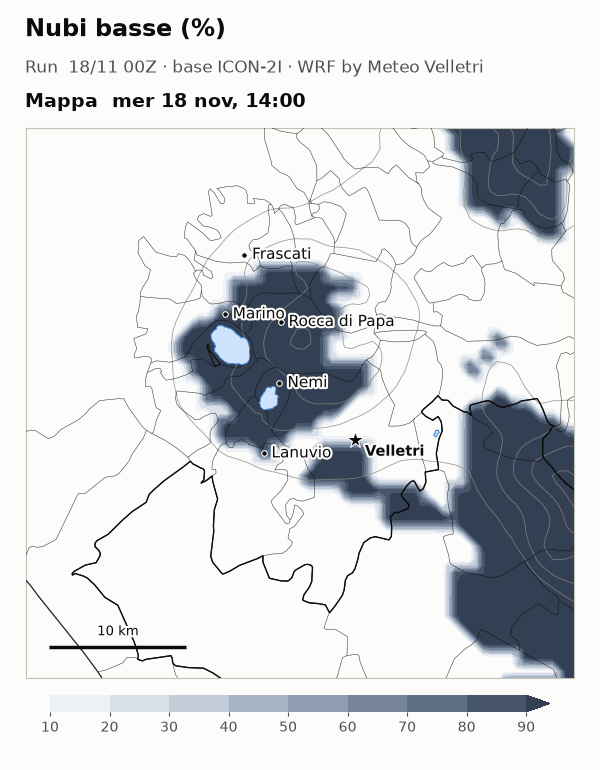 Nubi basse (%)
Run  18/11 00Z · base ICON-2I · WRF by Meteo Velletri
Mappa  mer 18 nov, 14:00
Frascati
Marino
Rocca di Papa
Nemi
Velletri
Lanuvio
10 km
10 20 30 40 50 60 70 80 90